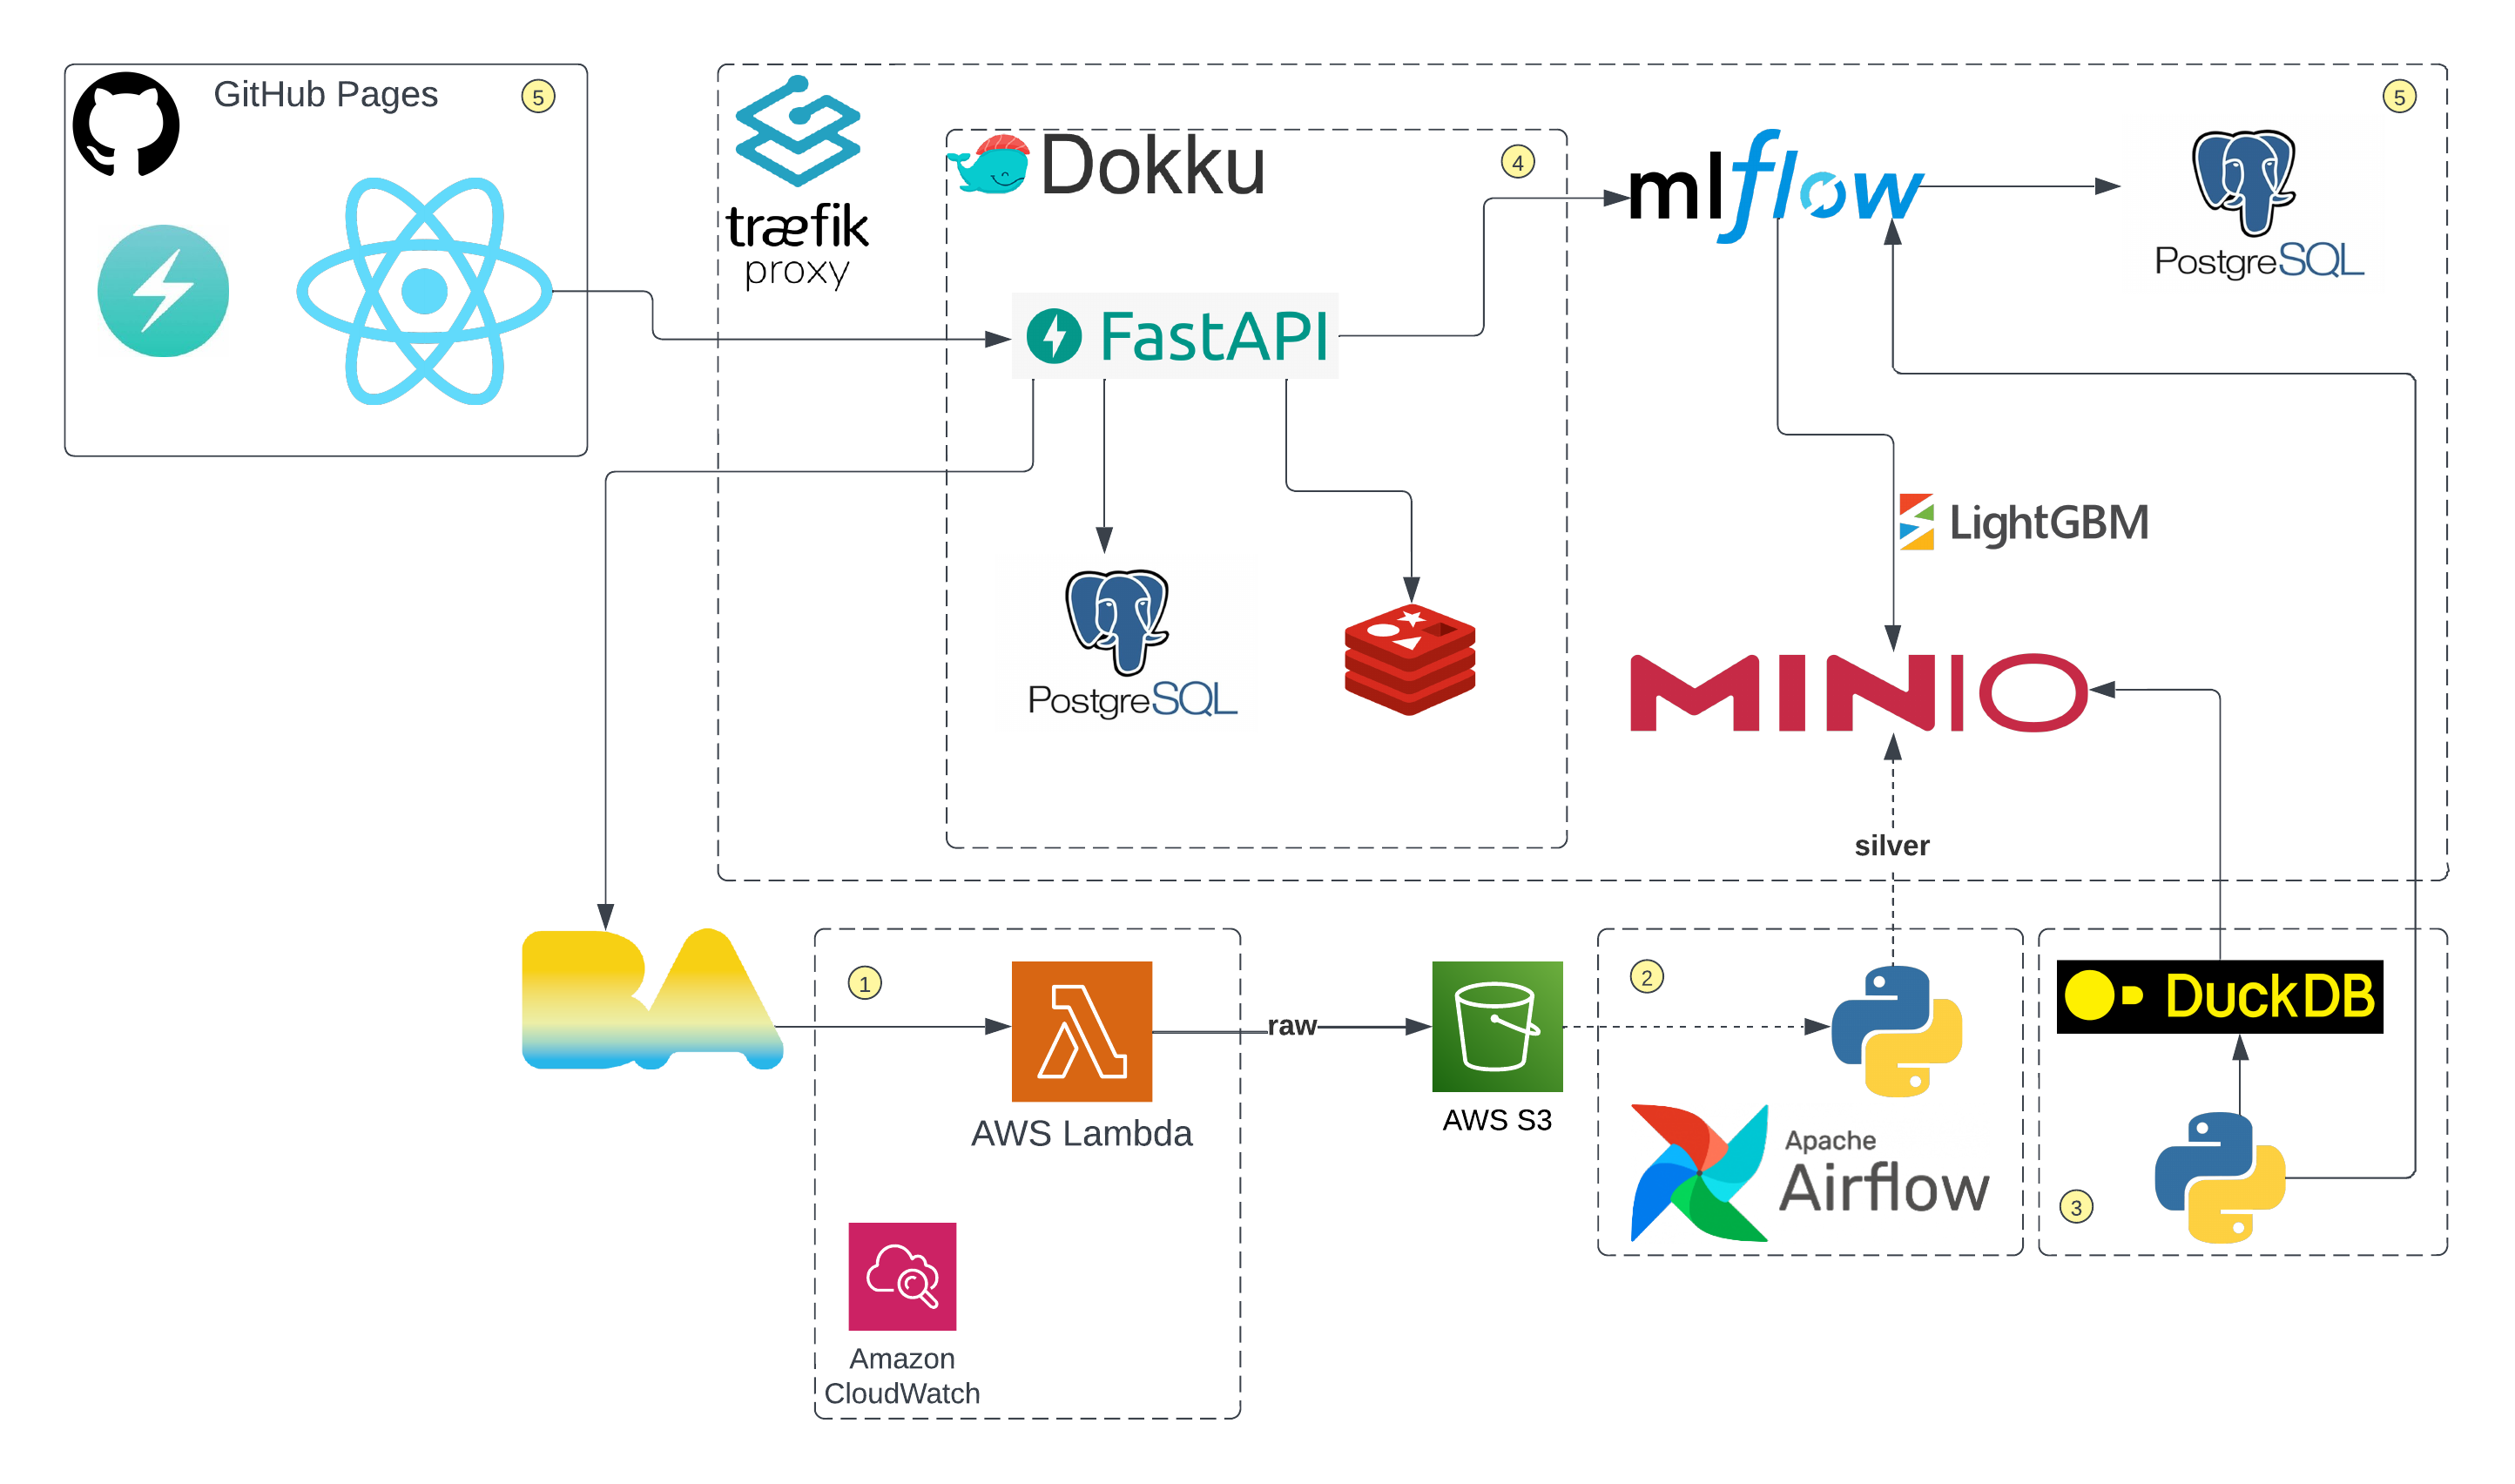 GitHub Pages
5
5
træfik
proxy
Dokku
4
mlflow
PostgreSQL
FastAPI
LightGBM
PostgreSQL
MINIO
silver
BA
1
AWS Lambda
raw
AWS S3
2
Apache
Airflow
DuckDB
3
Amazon
CloudWatch